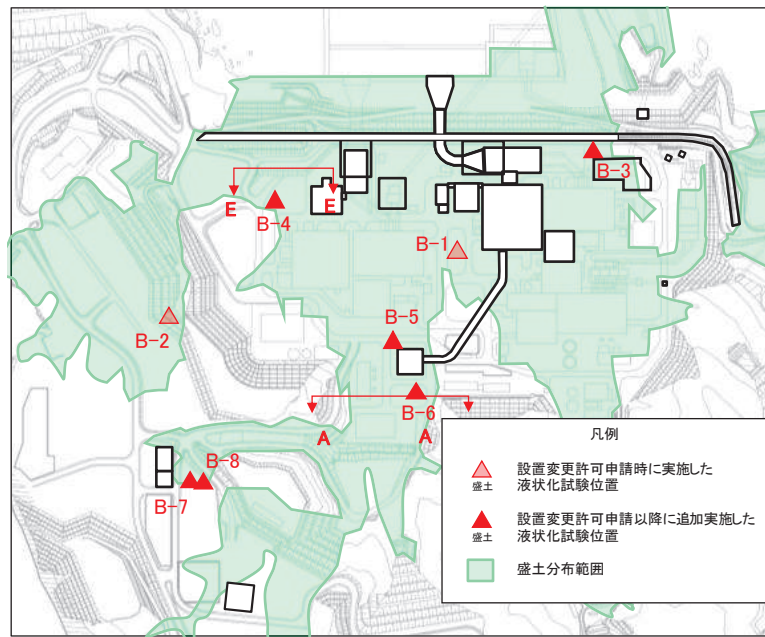 B-3
E
E
B-4
B-1
B-5
B-2
B-6
A
A
B-8
B-7
凡例
設置変更許可申請時に実施した
盛土
液状化試験位置
設置変更許可申請以降に追加実施した
盛土
液状化試験位置
盛土分布範囲